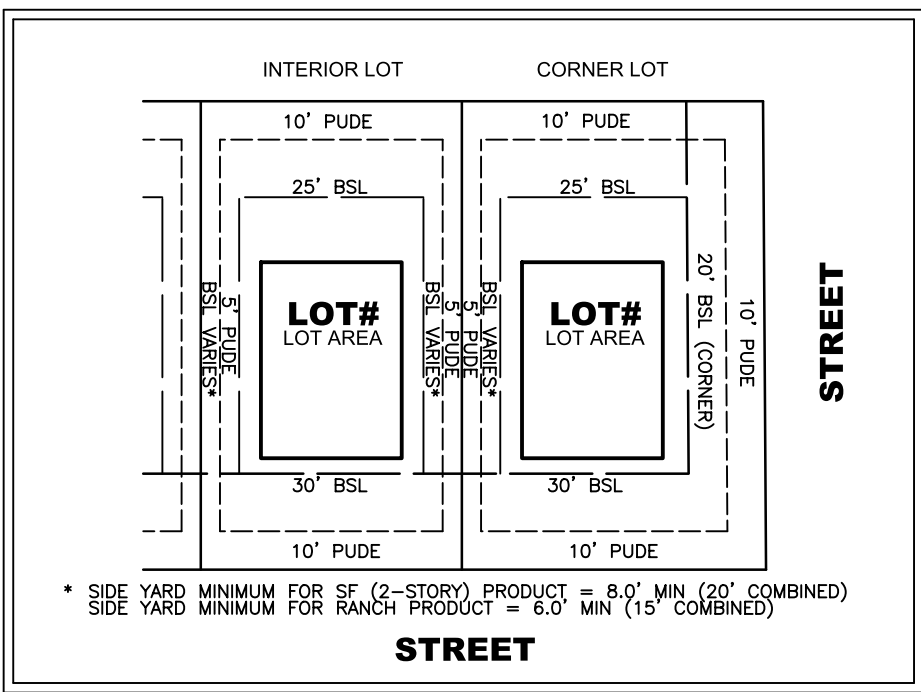 INTERIOR LOT
CORNER LOT
10' PUDE
10' PUDE
25' BSL
25' BSL
BSL VARIES*
5' PUDE
LOT#
LOT AREA
BSL VARIES*
5' PUDE
5' PUDE
BSL VARIES*
LOT#
LOT AREA
20' BSL (CORNER)
10' PUDE
STREET
30' BSL
30' BSL
10' PUDE
10' PUDE
* SIDE YARD MINIMUM FOR SF (2-STORY) PRODUCT = 8.0' MIN (20' COMBINED)
SIDE YARD MINIMUM FOR RANCH PRODUCT = 6.0' MIN (15' COMBINED)
STREET